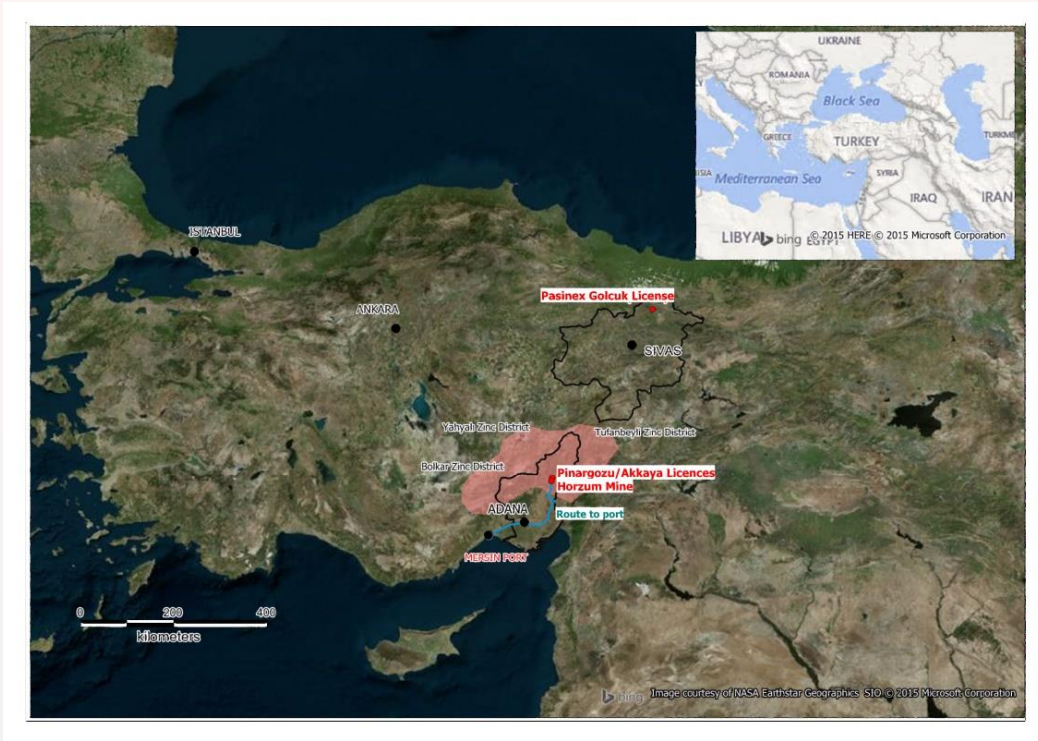 UKRAINE
ROMANIA
Black Sea
GREECE
TURKEY
TURKME
ISIA
Mediterranean Sea
SYRIA
IRAQ
IRAN
LIBYA
bing
EGYPT
© 2015 HERE © 2015 Microsoft Corporation
ISTANBUL
Pasinex Golcuk License
ANKARA
SIVAS
Yahyali Zinc District
Tufanbeyli Zinc District
Bolkar Zinc District
Pinargozu/Akkaya Licences
Horzum Mine
ADANA
Route to port
MERSIN PORT
0 200 400
kilometers
bing
Image courtesy of NASA Earthstar Geographics SIO © 2015 Microsoft Corporation